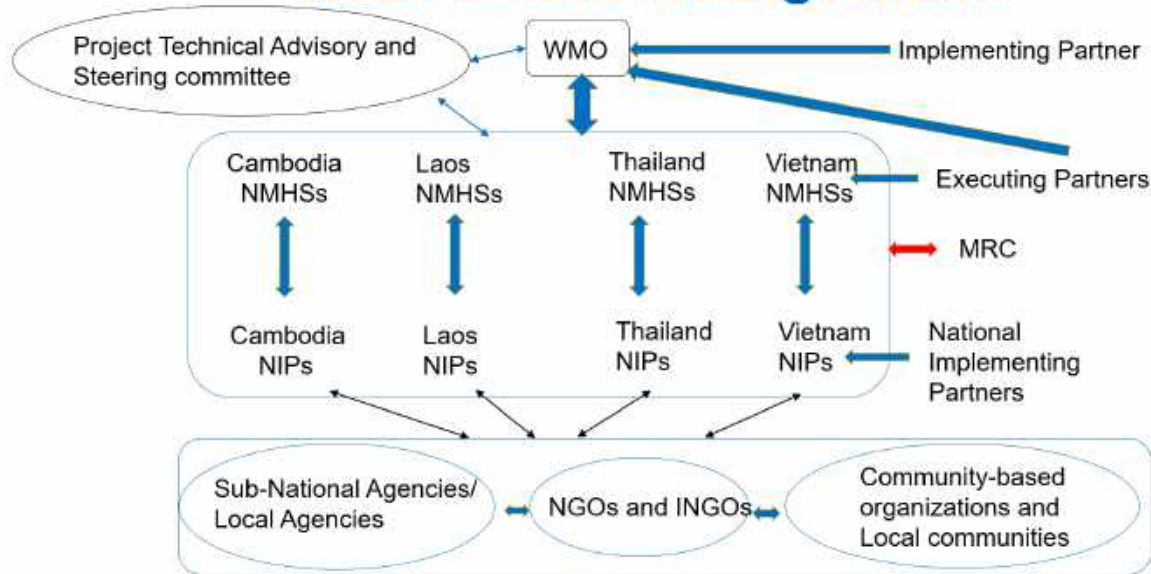 Project Technical Advisory and
Steering committee
WMO
Implementing Partner
Cambodia
NMHSs
Laos
NMHSs
Thailand
NMHSs
Vietnam
NMHSs
Executing Partners
MRC
Cambodia
NIPs
Laos
NIPs
Thailand
NIPs
Vietnam
NIPs
National
Implementing
Partners
Sub-National Agencies/
Local Agencies
NGOs and INGOs
Community-based
organizations and
Local communities